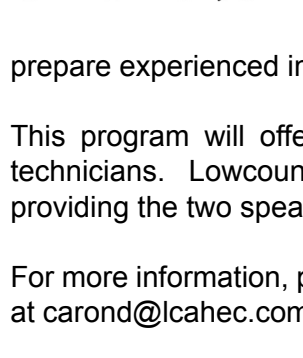 prepare experienced in
This program will offe
technicians. Lowcoun
providing the two spea
For more information, p
at carond@lcahec.com